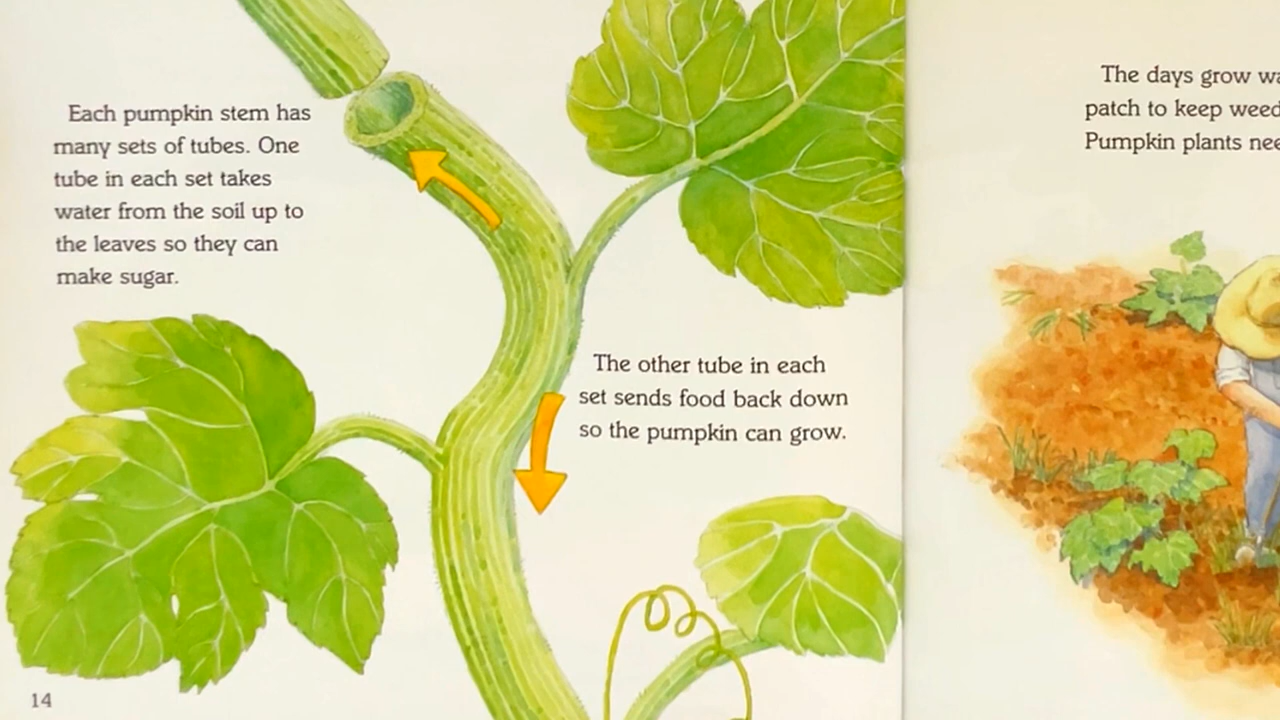 Each pumpkin stem has
many sets of tubes. One
tube in each set takes
water from the soil up to
the leaves so they can
make sugar.
The other tube in each
set sends food back down
so the pumpkin can grow.
14
The days grow
patch to keep
Pumpkin plants